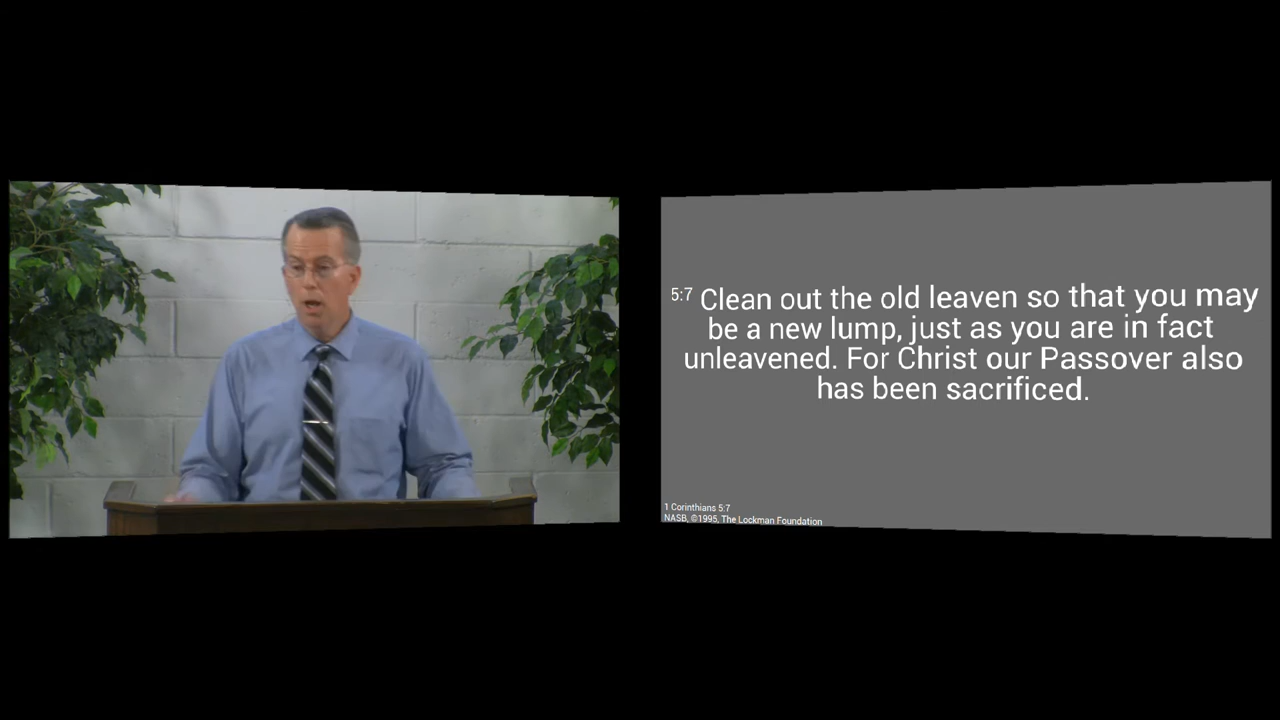 5:7 Clean out the old leaven so that you may
be a new lump, just as you are in fact
unleavened. For Christ our Passover also
has been sacrificed.
1 Corinthians 5:7
NASB, ©1995, The Lockman Foundation